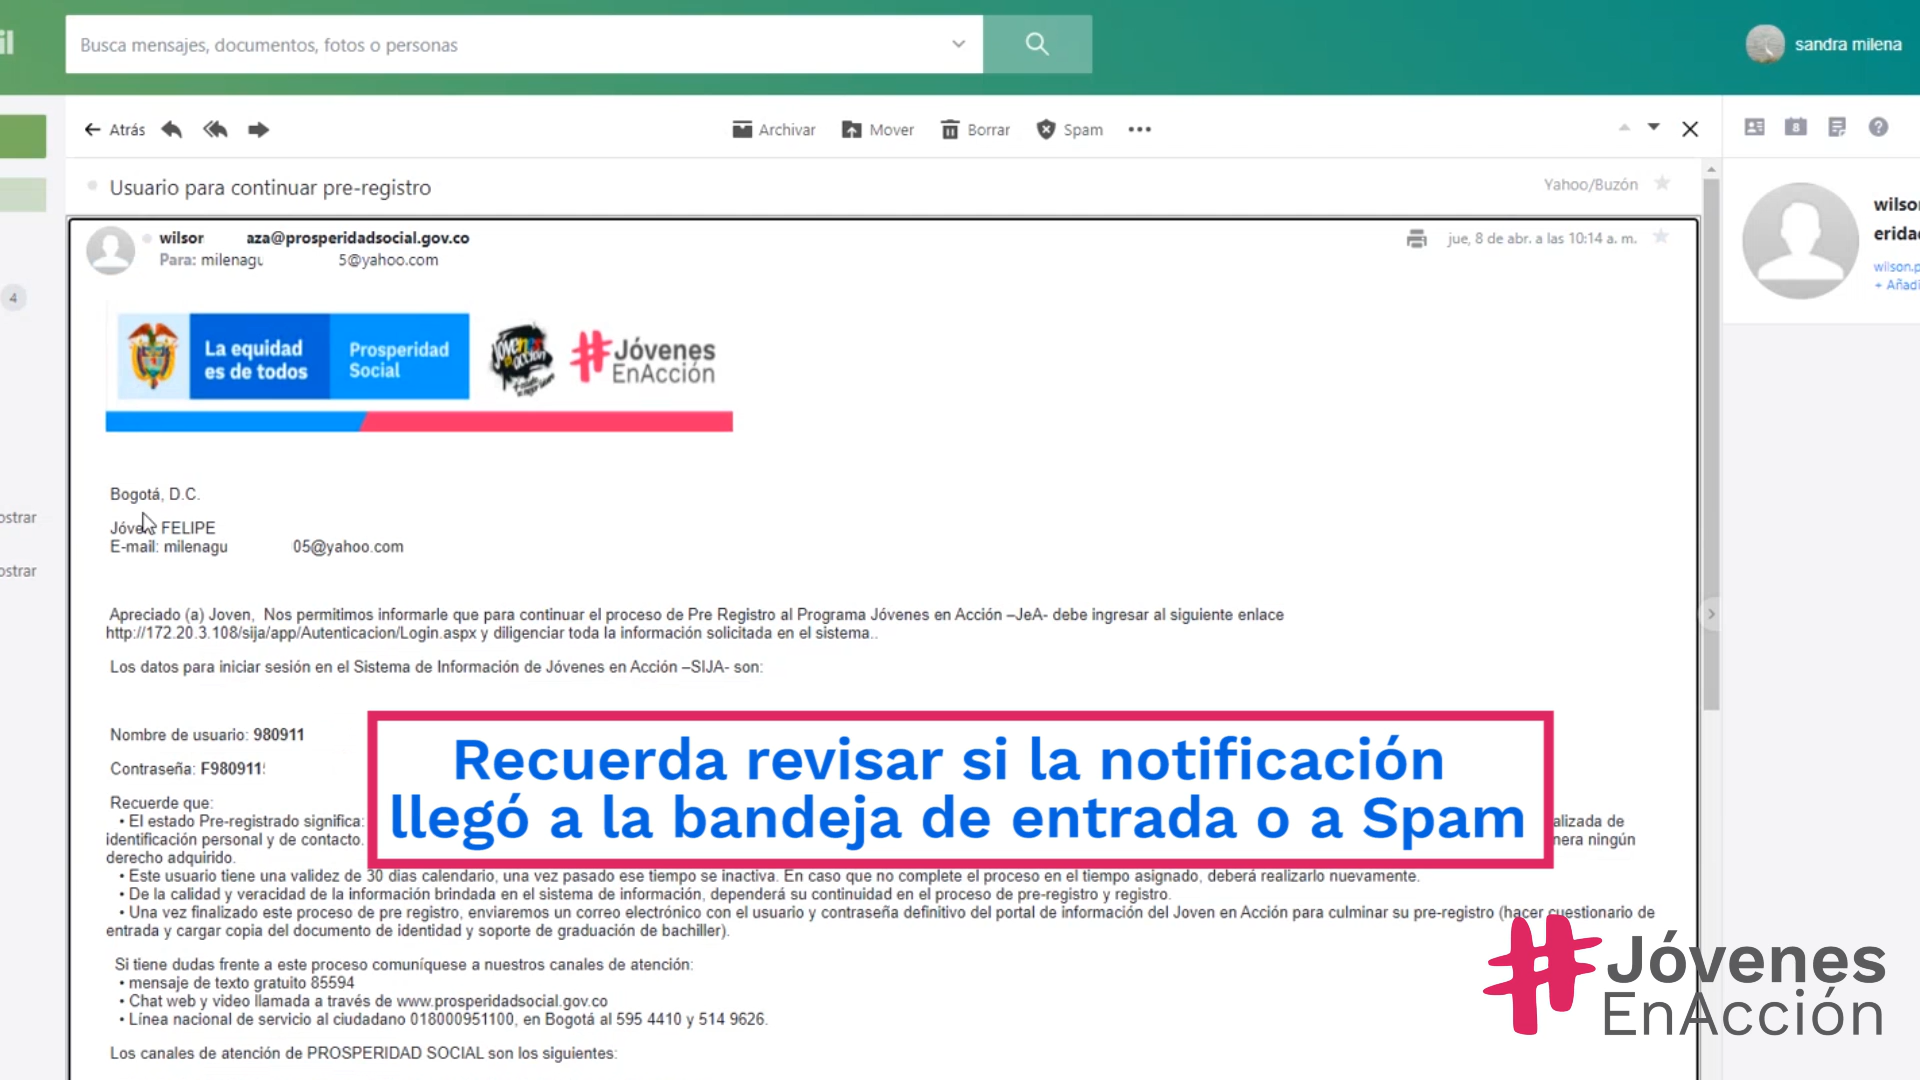 il
Busca mensajes, documentos, fotos o personas
sandra milena
Atrás
Archivar
Mover
Borrar
Spam
8
Usuario para continuar pre-registro
Yahoo/Buzón
wilsor aza@prosperidadsocial.gov.co
jue, 8 de abr. a las 10:14 a. m.
Para: milenagu 5@yahoo.com
wilson
eridad
wilson.p
+ Añadi
4
La equidad
es de todos
Prosperidad
Social
Jóvenes
en acción
#Jóvenes
EnAcción
Bogotá, D.C.
Jóven FELIPE
E-mail: milenagu 05@yahoo.com
ostrar
ostrar
Apreciado (a) Joven, Nos permitimos informarle que para continuar el proceso de Pre Registro al Programa Jóvenes en Acción –JeA- debe ingresar al siguiente enlace
http://172.20.3.108/sija/app/Autenticacion/Login.aspx y diligenciar toda la información solicitada en el sistema..
Los datos para iniciar sesión en el Sistema de Información de Jóvenes en Acción –SIJA- son:
Nombre de usuario: 980911
Contraseña: F980911
Recuerda revisar si la notificación
llegó a la bandeja de entrada o a Spam
Recuerde que:
• El estado Pre-registrado significa: alizada de
identificación personal y de contacto. nera ningún
derecho adquirido.
• Este usuario tiene una validez de 30 días calendario, una vez pasado ese tiempo se inactiva. En caso que no complete el proceso en el tiempo asignado, deberá realizarlo nuevamente.
• De la calidad y veracidad de la información brindada en el sistema de información, dependerá su continuidad en el proceso de pre-registro y registro.
• Una vez finalizado este proceso de pre registro, enviaremos un correo electrónico con el usuario y contraseña definitivo del portal de información del Joven en Acción para culminar su pre-registro (hacer cuestionario de
entrada y cargar copia del documento de identidad y soporte de graduación de bachiller).
Si tiene dudas frente a este proceso comuníquese a nuestros canales de atención:
• mensaje de texto gratuito 85594
• Chat web y video llamada a través de www.prosperidadsocial.gov.co
• Línea nacional de servicio al ciudadano 018000951100, en Bogotá al 595 4410 y 514 9626.
Los canales de atención de PROSPERIDAD SOCIAL son los siguientes:
#Jóvenes
EnAcción